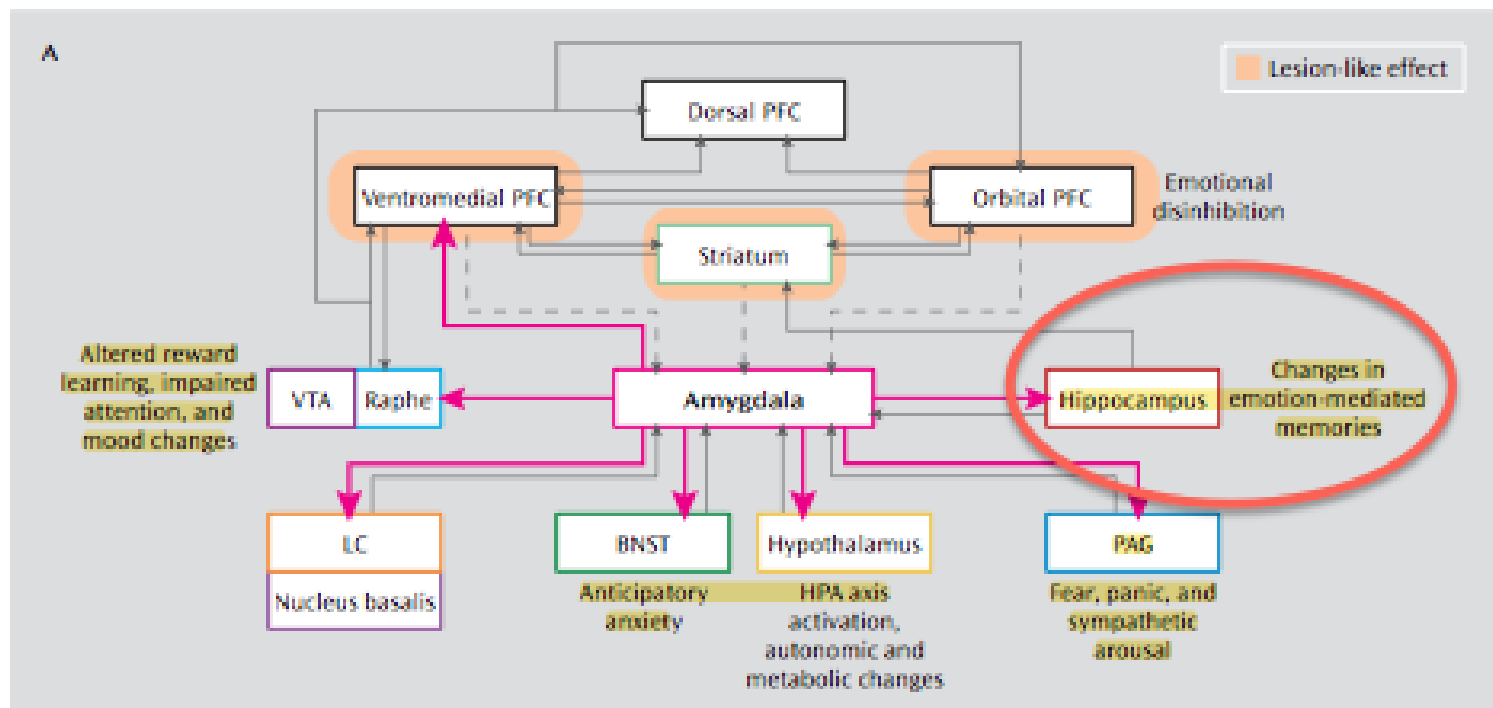 A
Lesion-like effect
Dorsal PFC
Ventromedial PFC
Orbital PFC
Emotional
disinhibition
Striatum
Altered reward
learning, impaired
attention, and
mood changes
VTA
Raphe
Amygdala
Hippocampus
Changes in
emotion-mediated
memories
LC
Nucleus basalis
BNST
Anticipatory
anxiety
Hypothalamus
HPA axis
activation,
autonomic and
metabolic changes
PAG
Fear, panic, and
sympathetic
arousal